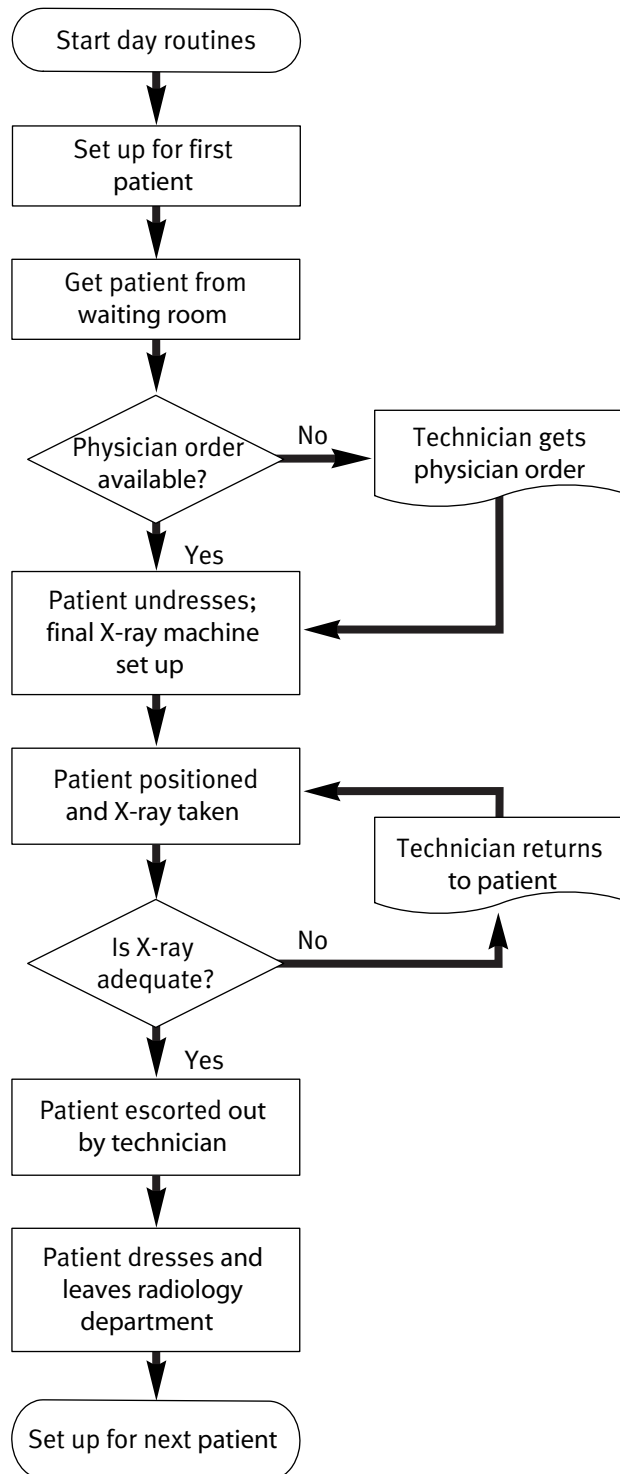 Start day routines
Set up for first
patient
Get patient from
waiting room
Physician order
available?
No
Technician gets
physician order
Yes
Patient undresses;
final X-ray machine
set up
Patient positioned
and X-ray taken
Technician returns
to patient
Is X-ray
adequate?
No
Yes
Patient escorted out
by technician
Patient dresses and
leaves radiology
department
Set up for next patient